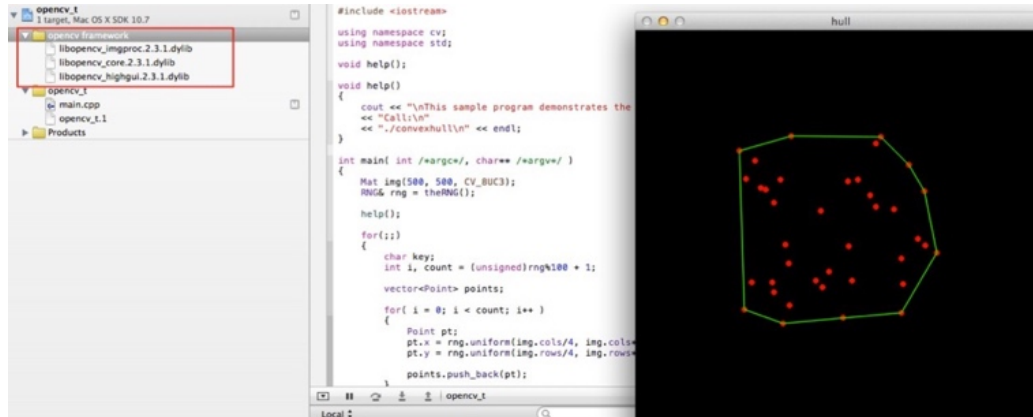 opencv_t
1 target, Mac OS X SDK 10.7
opencv framework
libopencv_imgproc.2.3.1.dylib
libopencv_core.2.3.1.dylib
libopencv_highgui.2.3.1.dylib
opencv_t
main.cpp
opencv_t.1
Products
#include <iostream>
using namespace cv;
using namespace std;
void help();
void help()
{
cout << "\nThis sample program demonstrates the
<< "Call:\n"
<< "./convexhull\n" << endl;
}
int main( int /*argc*/, char** /*argv*/ )
{
Mat img(500, 500, CV_8UC3);
RNG& rng = theRNG();
help();
for(;;)
{
char key;
int i, count = (unsigned)rng%100 + 1;
vector<Point> points;
for( i = 0; i < count; i++ )
{
Point pt;
pt.x = rng.uniform(img.cols/4, img.cols*
pt.y = rng.uniform(img.rows/4, img.rows*
points.push_back(pt);
}
opencv_t
Local
hull